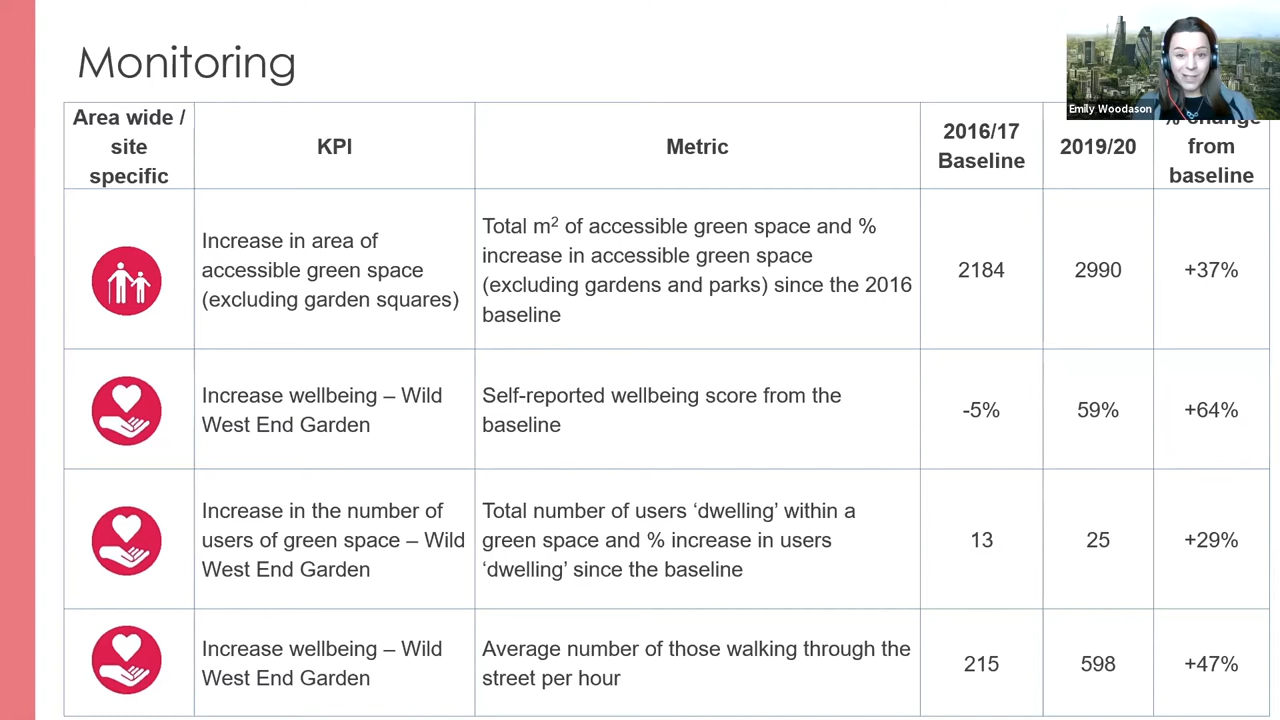 Monitoring
Emily Woodason
Area wide /
site
specific
KPI
Metric
2016/17
Baseline
2019/20
% change
from
baseline
Increase in area of
accessible green space
(excluding garden squares)
Total m² of accessible green space and %
increase in accessible green space
(excluding gardens and parks) since the 2016
baseline
2184
2990
+37%
Increase wellbeing – Wild
West End Garden
Self-reported wellbeing score from the
baseline
-5%
59%
+64%
Increase in the number of
users of green space – Wild
West End Garden
Total number of users ‘dwelling’ within a
green space and % increase in users
‘dwelling’ since the baseline
13
25
+29%
Increase wellbeing – Wild
West End Garden
Average number of those walking through the
street per hour
215
598
+47%